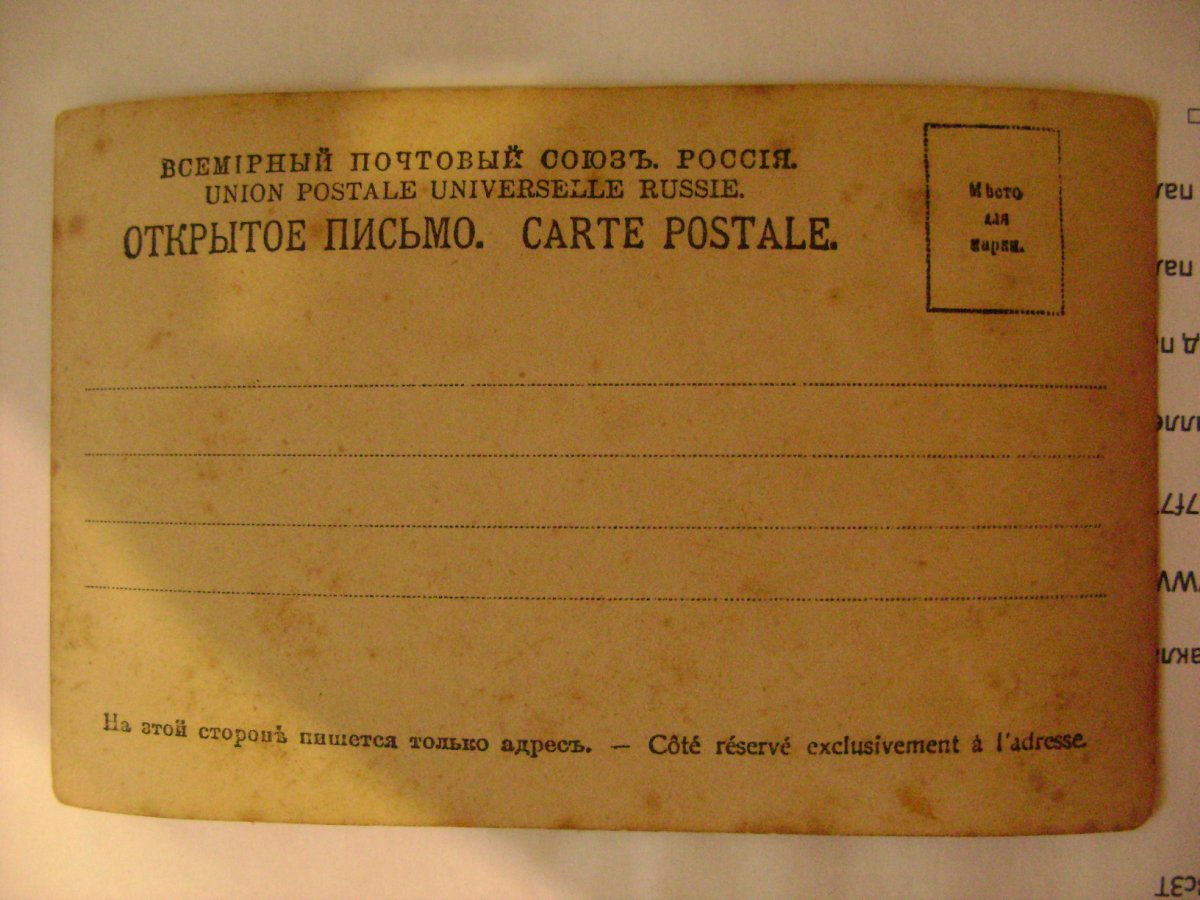 ВСЕМІРНЫЙ ПОЧТОВЫЙ СОЮЗЪ. РОССІЯ.
UNION POSTALE UNIVERSELLE RUSSIE.
ОТКРЫТОЕ ПИСЬМО. CARTE POSTALE.
Мѣсто
для
марки.
На этой сторонѣ пишется только адресъ. — Côté réservé exclusivement à l'adresse.